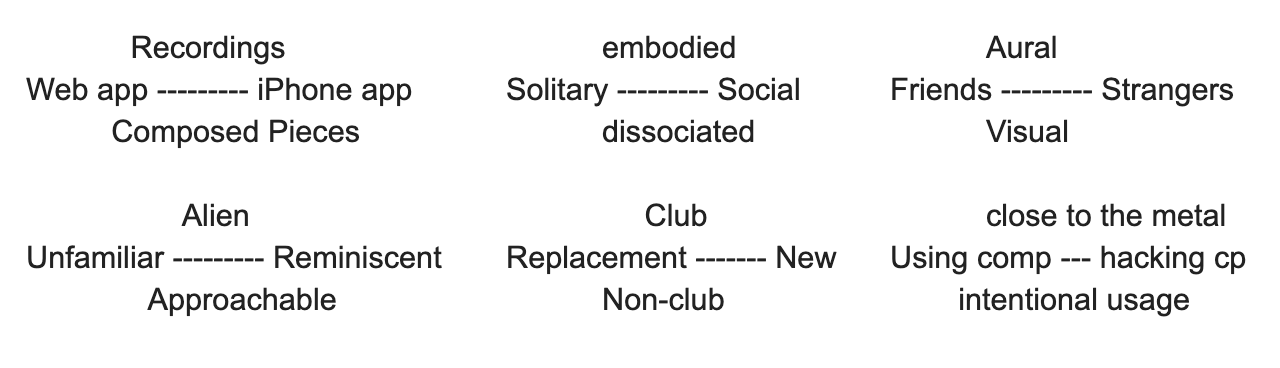 Recordings embodied Aural
Web app --------- iPhone app Solitary --------- Social Friends --------- Strangers
Composed Pieces dissociated Visual
Alien Club close to the metal
Unfamiliar --------- Reminiscent Replacement ------- New Using comp --- hacking cp
Approachable Non-club intentional usage